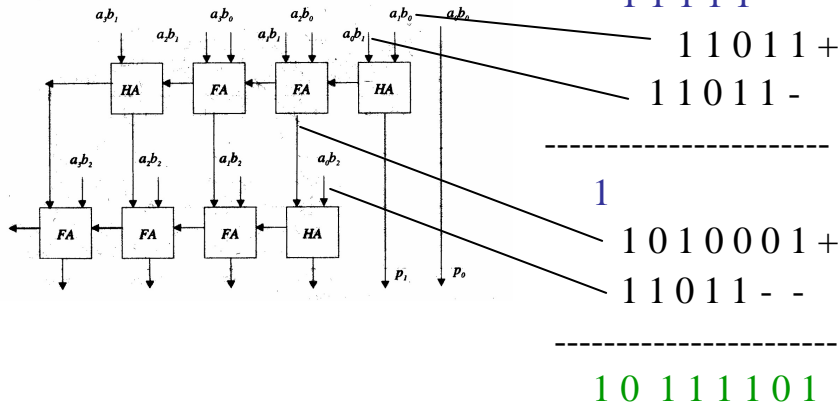 1 1 1 1 1
a₃b₁ a₂b₁ a₃b₀ a₁b₁ a₂b₀ a₀b₁ a₁b₀ a₀b₀
1 1 0 1 1 +
HA FA FA HA
1 1 0 1 1 -
---------------------
a₃b₂ a₂b₂ a₁b₂ a₀b₂
1
FA FA FA HA
1 0 1 0 0 0 1 +
p₁ p₀
1 1 0 1 1 - -
--------------------
1 0 1 1 1 1 0 1